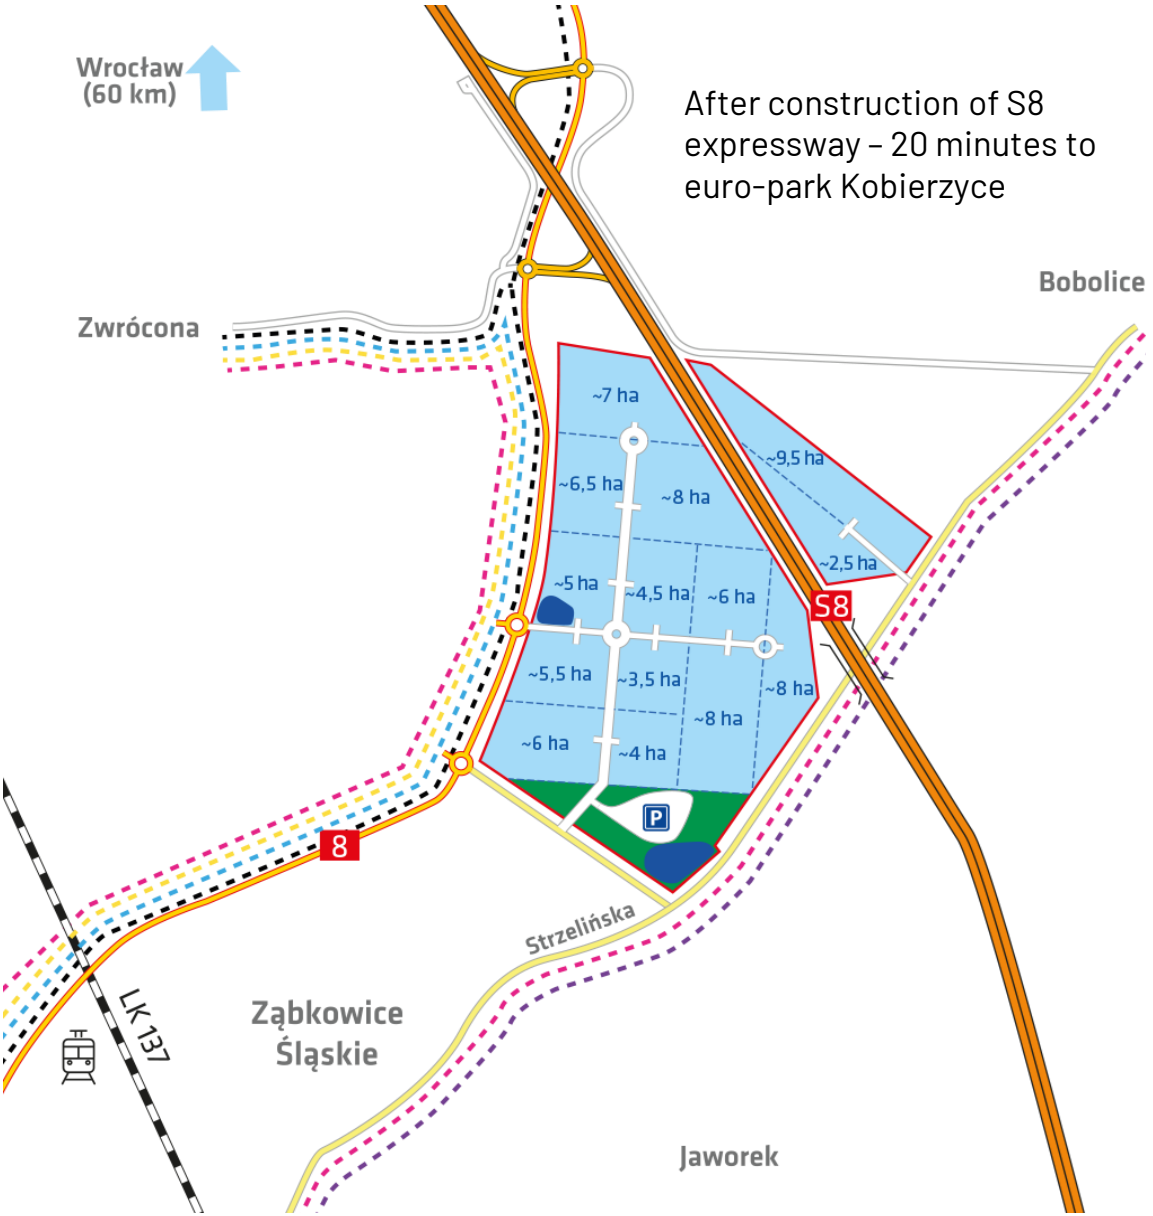 Wrocław
(60 km)
After construction of S8
expressway – 20 minutes to
euro-park Kobierzyce
Bobolice
Zwrócona
~7 ha
~9,5 ha
~6,5 ha
~8 ha
~2,5 ha
~5 ha
~4,5 ha
~6 ha
S8
~5,5 ha
~3,5 ha
~8 ha
~8 ha
~6 ha
~4 ha
P
8
Strzelińska
LK 137
Ząbkowice
Śląskie
Jaworek